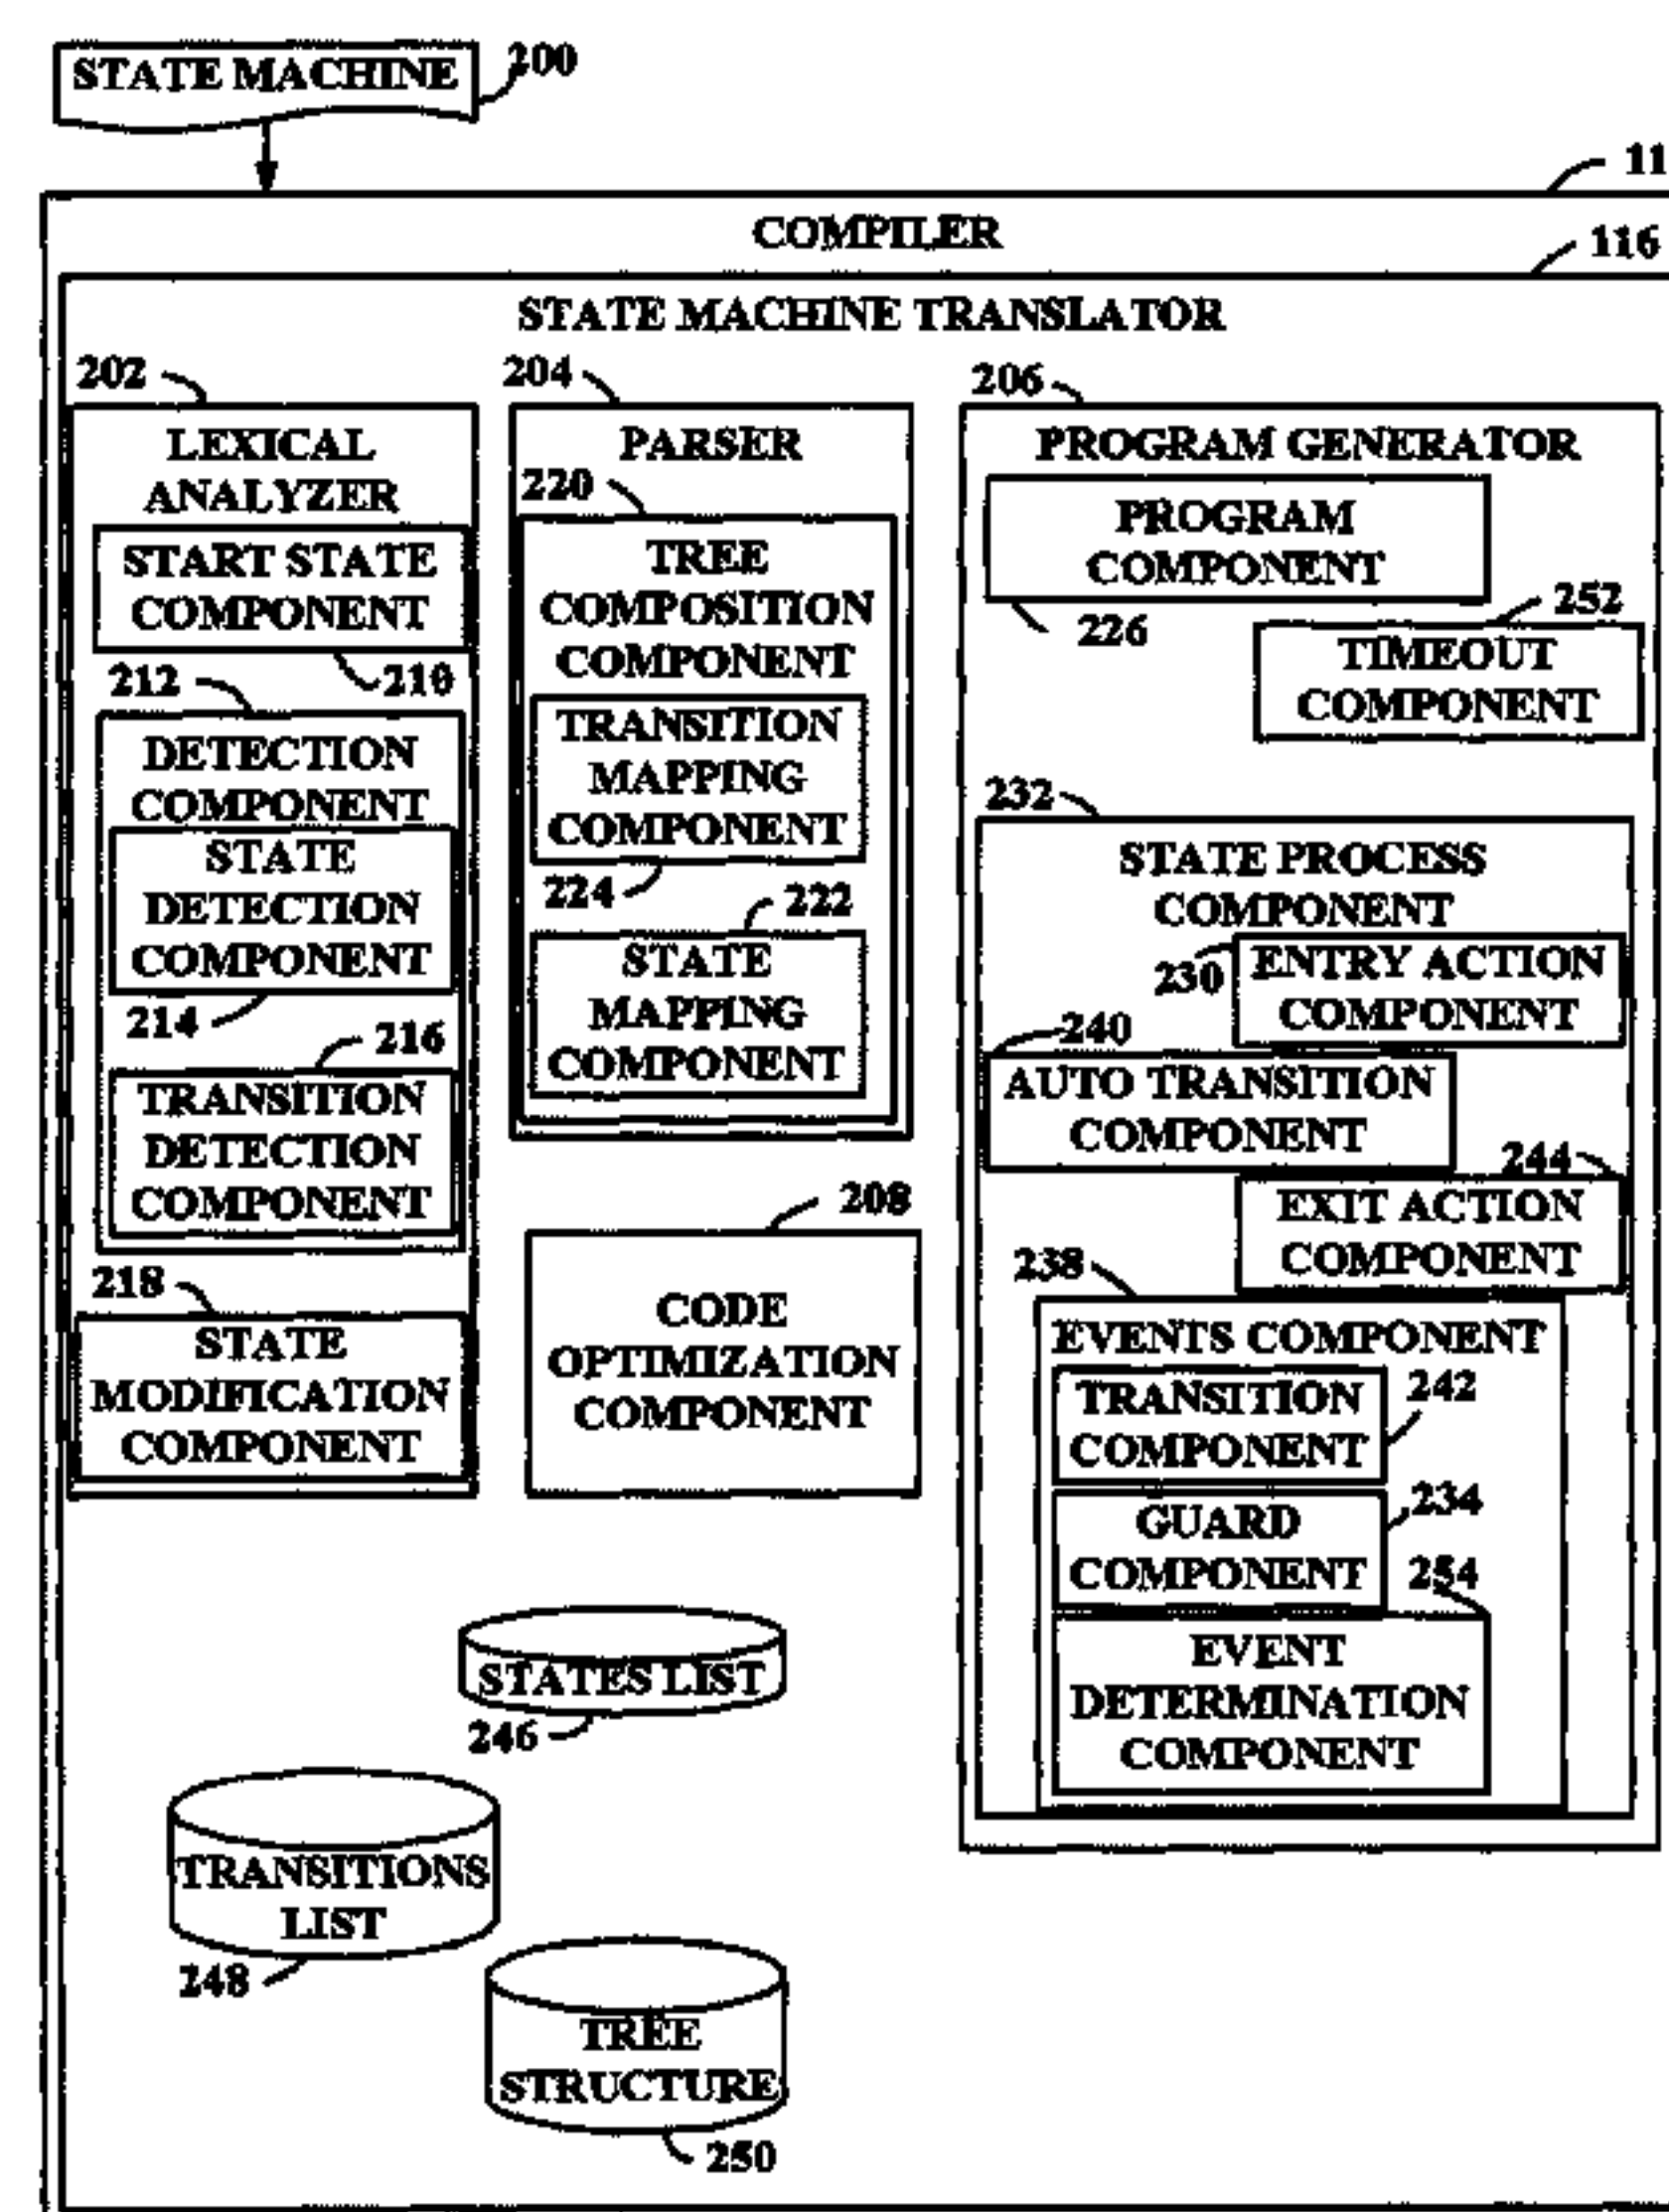 STATE MACHINE
200
11
COMPILER
116
STATE MACHINE TRANSLATOR
202
LEXICAL
ANALYZER
START STATE
COMPONENT
210
212
DETECTION
COMPONENT
STATE
DETECTION
COMPONENT
214
216
TRANSITION
DETECTION
COMPONENT
218
STATE
MODIFICATION
COMPONENT
204
PARSER
220
TREE
COMPOSITION
COMPONENT
TRANSITION
MAPPING
COMPONENT
224
222
STATE
MAPPING
COMPONENT
208
CODE
OPTIMIZATION
COMPONENT
206
PROGRAM GENERATOR
PROGRAM
COMPONENT
226
252
TIMEOUT
COMPONENT
232
STATE PROCESS
COMPONENT
230
ENTRY ACTION
COMPONENT
240
AUTO TRANSITION
COMPONENT
244
EXIT ACTION
COMPONENT
238
EVENTS COMPONENT
TRANSITION
COMPONENT
242
GUARD
COMPONENT
234
254
EVENT
DETERMINATION
COMPONENT
STATES LIST
246
TRANSITIONS
LIST
248
TREE
STRUCTURE
250